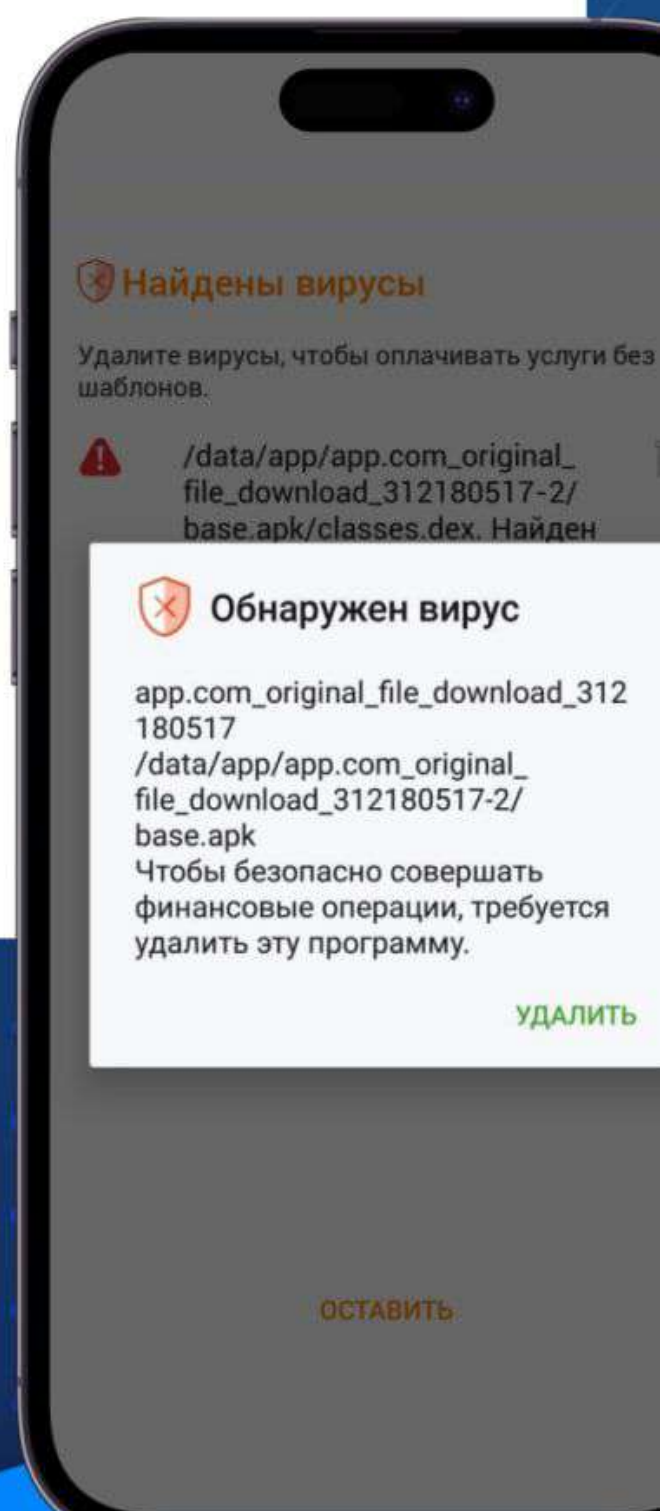 Найдены вирусы
Удалите вирусы, чтобы оплачивать услуги без
шаблонов.
/data/app/app.com_original_
file_download_312180517-2/
base.apk/classes.dex. Найден
Обнаружен вирус
app.com_original_file_download_312
180517
/data/app/app.com_original_
file_download_312180517-2/
base.apk
Чтобы безопасно совершать
финансовые операции, требуется
удалить эту программу.
УДАЛИТЬ
ОСТАВИТЬ